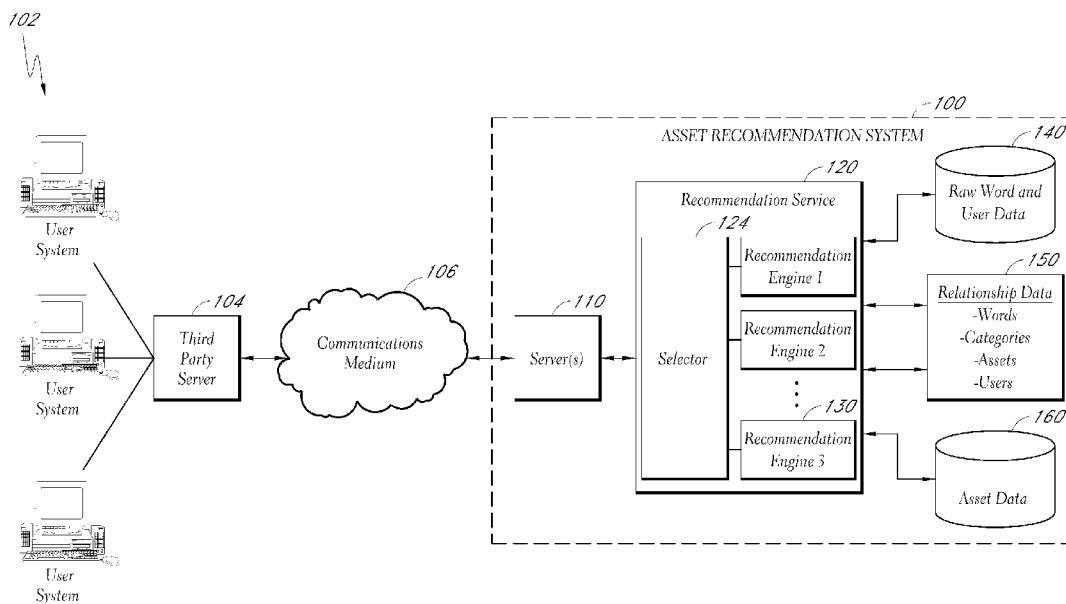 102
User
System
User
System
User
System
104
Third
Party
Server
106
Communications
Medium
100
ASSET RECOMMENDATION SYSTEM
110
Server(s)
120
Recommendation Service
124
Selector
Recommendation
Engine 1
Recommendation
Engine 2
130
Recommendation
Engine 3
140
Raw Word and
User Data
150
Relationship Data
-Words
-Categories
-Assets
-Users
160
Asset Data